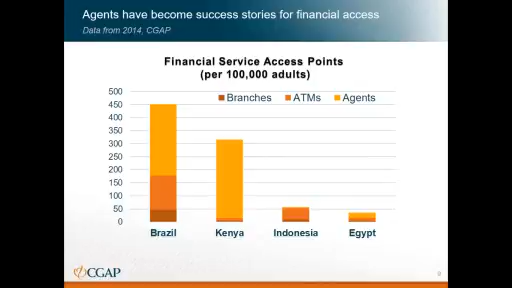 Agents have become success stories for financial access
Data from 2014, CGAP
Financial Service Access Points
(per 100,000 adults)
500
450
400
350
300
250
200
150
100
50
0
Branches ATMs Agents
Brazil Kenya Indonesia Egypt
CGAP
9